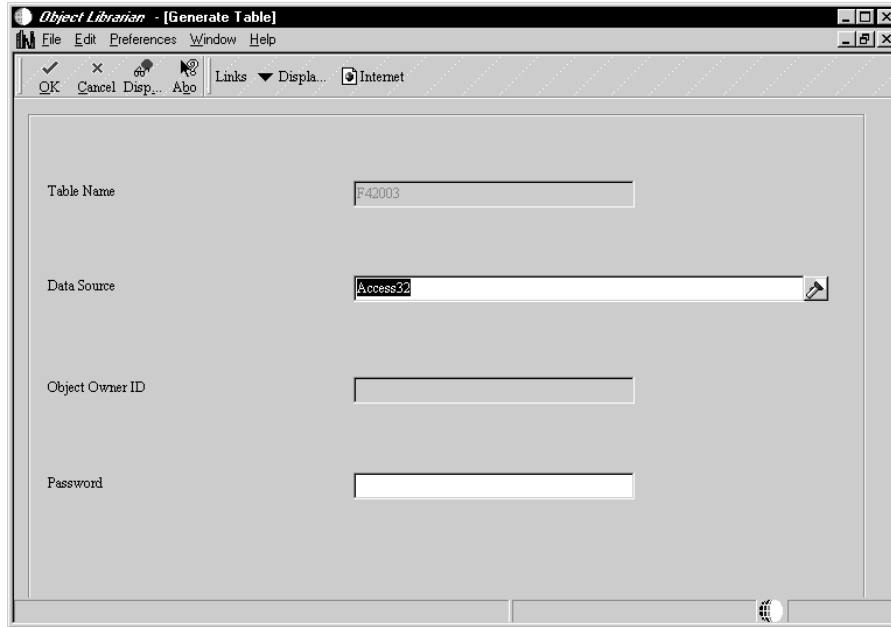 Object Librarian - [Generate Table]
File Edit Preferences Window Help
OK Cancel Disp... Abo Links Displa... Internet
Table Name F42003
Data Source Access32
Object Owner ID
Password